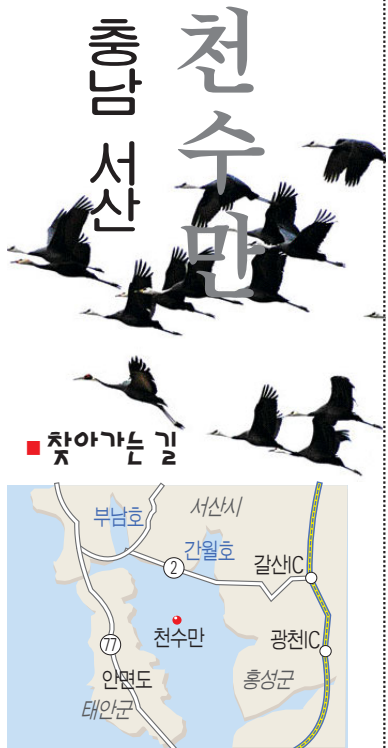 충남 서산
천수만
■ 찾아가는 길
부남호
서산시
간월호
2
갈산IC
천수만
77
광천IC
안면도
홍성군
태안군